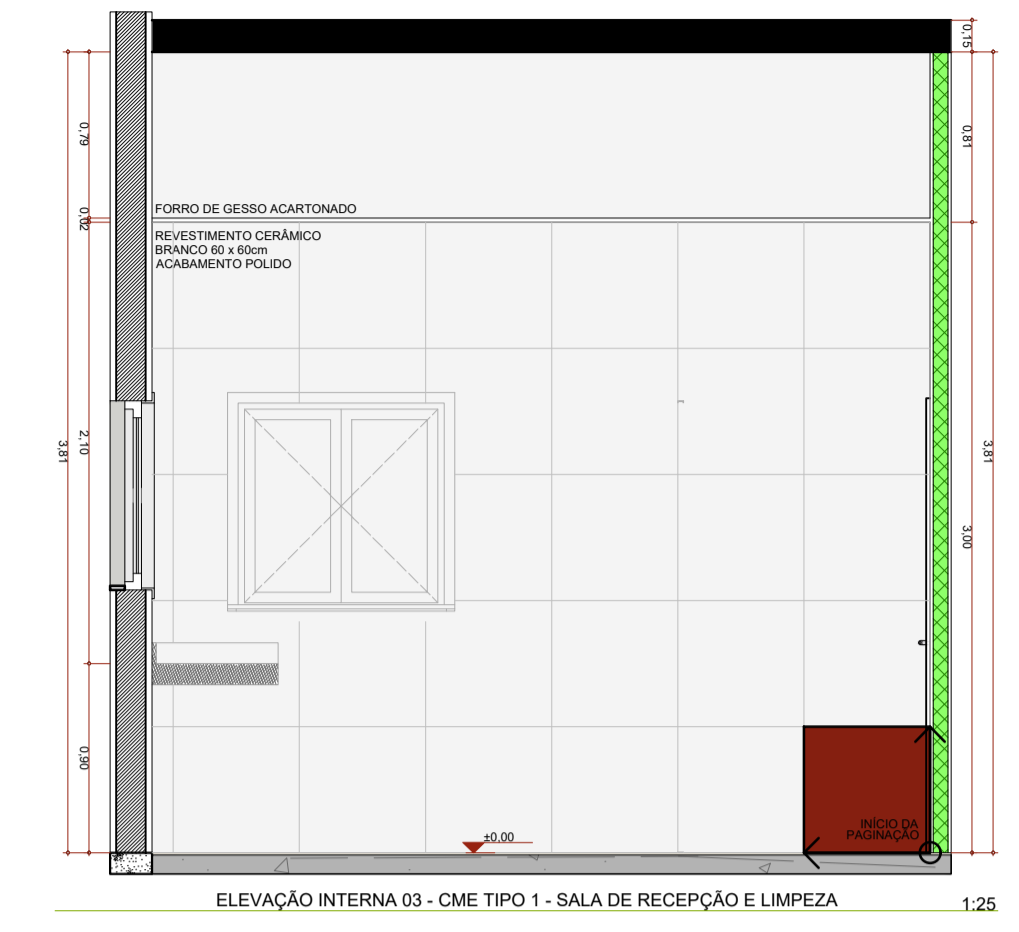 0,15
0,79
0,81
FORRO DE GESSO ACARTONADO
0,02
REVESTIMENTO CERÂMICO
BRANCO 60 x 60cm
ACABAMENTO POLIDO
3,81
2,10
3,81
3,00
0,90
±0,00
INÍCIO DA
PAGINAÇÃO
ELEVAÇÃO INTERNA 03 - CME TIPO 1 - SALA DE RECEPÇÃO E LIMPEZA
1:25